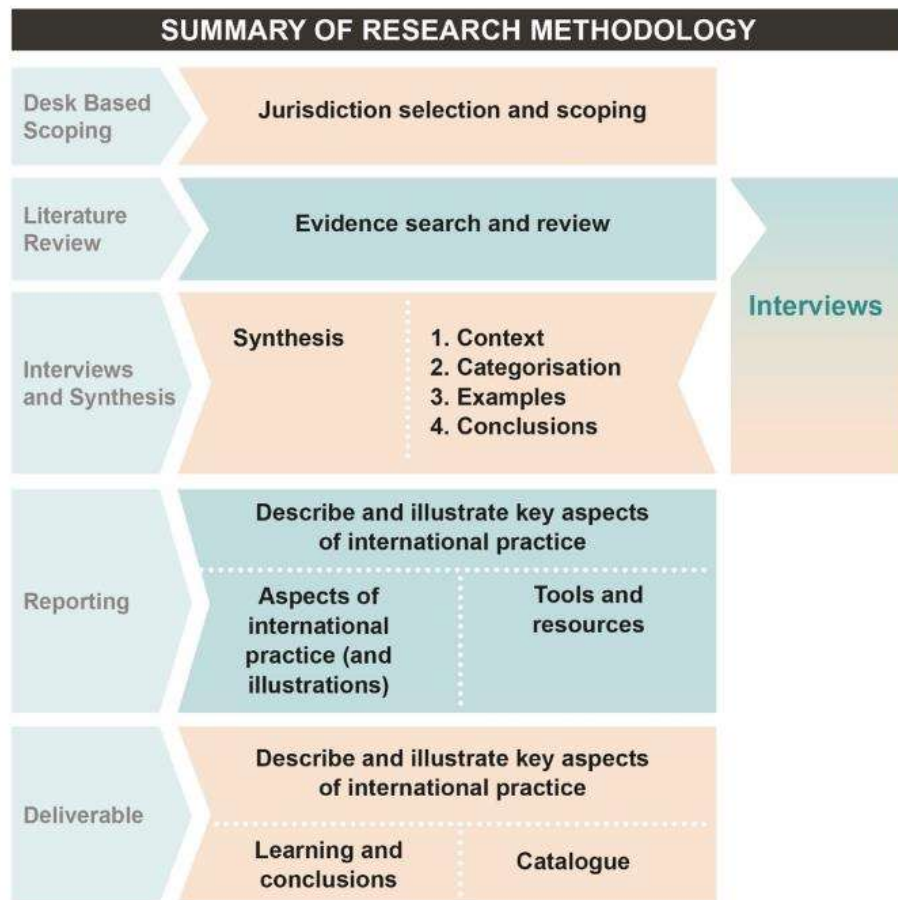 SUMMARY OF RESEARCH METHODOLOGY
Desk Based
Scoping
Jurisdiction selection and scoping
Literature
Review
Evidence search and review
Interviews
Interviews
and Synthesis
Synthesis
1. Context
2. Categorisation
3. Examples
4. Conclusions
Reporting
Describe and illustrate key aspects
of international practice
Aspects of
international
practice (and
illustrations)
Tools and
resources
Deliverable
Describe and illustrate key aspects
of international practice
Learning and
conclusions
Catalogue